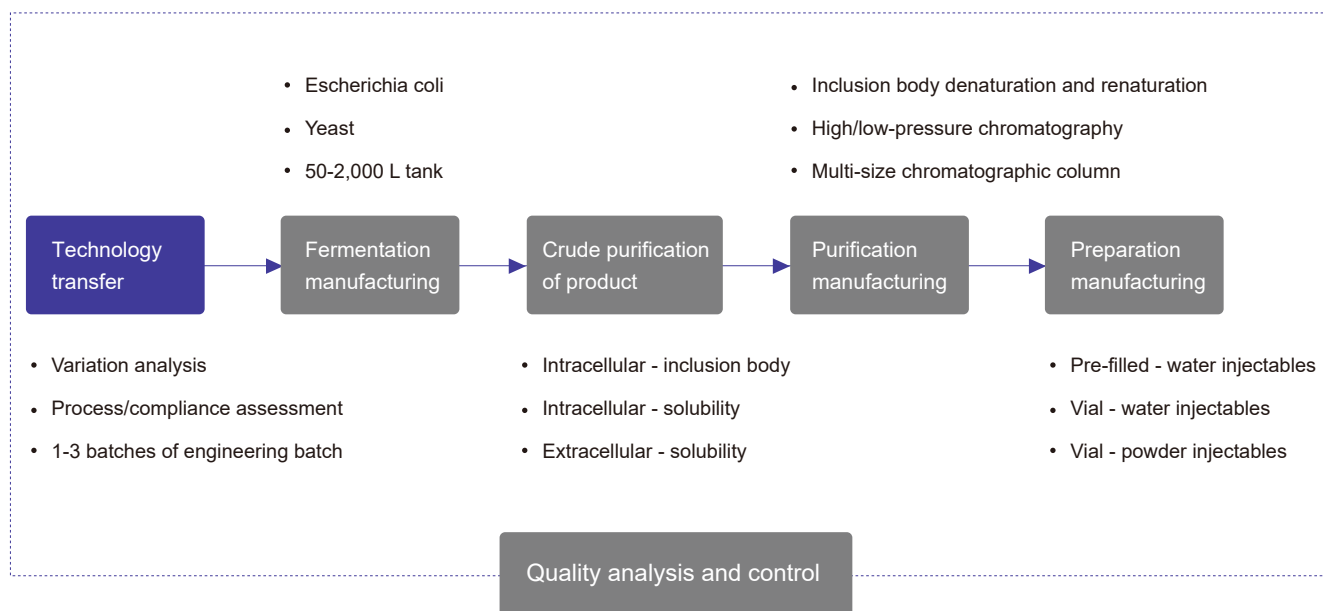 • Escherichia coli
• Yeast
• 50-2,000 L tank
• Inclusion body denaturation and renaturation
• High/low-pressure chromatography
• Multi-size chromatographic column
Technology
transfer
Fermentation
manufacturing
Crude purification
of product
Purification
manufacturing
Preparation
manufacturing
• Variation analysis
• Process/compliance assessment
• 1-3 batches of engineering batch
• Intracellular - inclusion body
• Intracellular - solubility
• Extracellular - solubility
• Pre-filled - water injectables
• Vial - water injectables
• Vial - powder injectables
Quality analysis and control